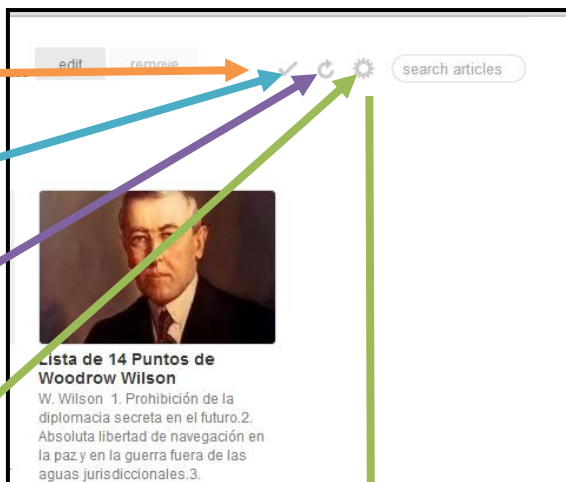 edit remove search articles
Lista de 14 Puntos de
Woodrow Wilson
W. Wilson 1. Prohibición de la
diplomacia secreta en el futuro.2.
Absoluta libertad de navegación en
la paz y en la guerra fuera de las
aguas jurisdiccionales.3.